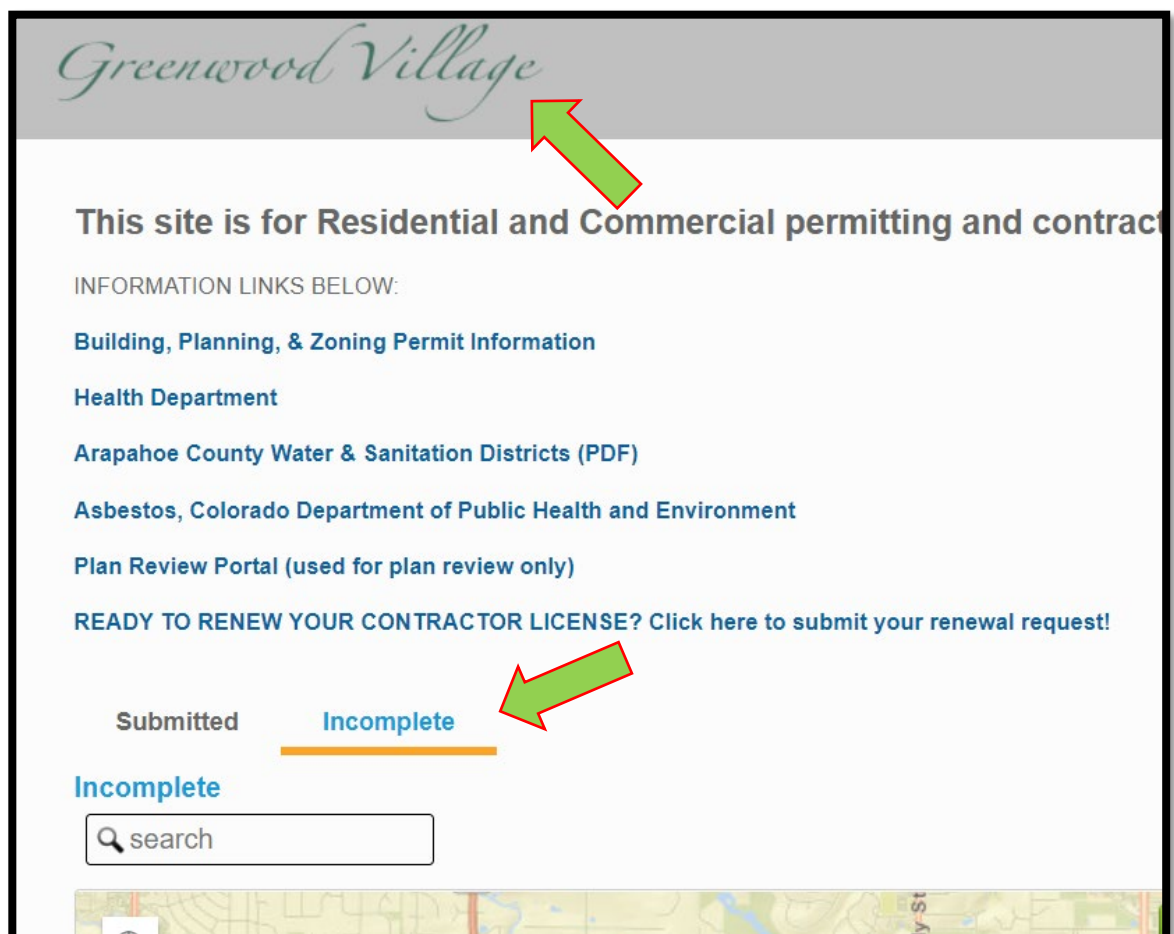 Greenwood Village
This site is for Residential and Commercial permitting and contract
INFORMATION LINKS BELOW:
Building, Planning, & Zoning Permit Information
Health Department
Arapahoe County Water & Sanitation Districts (PDF)
Asbestos, Colorado Department of Public Health and Environment
Plan Review Portal (used for plan review only)
READY TO RENEW YOUR CONTRACTOR LICENSE? Click here to submit your renewal request!
Submitted Incomplete
Incomplete
search